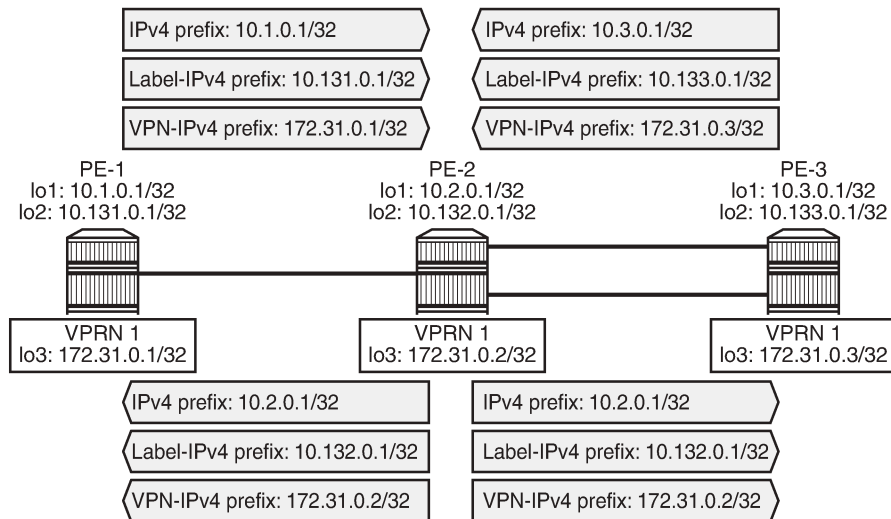 IPv4 prefix: 10.1.0.1/32
IPv4 prefix: 10.3.0.1/32
Label-IPv4 prefix: 10.131.0.1/32
Label-IPv4 prefix: 10.133.0.1/32
VPN-IPv4 prefix: 172.31.0.1/32
VPN-IPv4 prefix: 172.31.0.3/32
PE-1
lo1: 10.1.0.1/32
lo2: 10.131.0.1/32
PE-2
lo1: 10.2.0.1/32
lo2: 10.132.0.1/32
PE-3
lo1: 10.3.0.1/32
lo2: 10.133.0.1/32
VPRN 1
lo3: 172.31.0.1/32
VPRN 1
lo3: 172.31.0.2/32
VPRN 1
lo3: 172.31.0.3/32
IPv4 prefix: 10.2.0.1/32
IPv4 prefix: 10.2.0.1/32
Label-IPv4 prefix: 10.132.0.1/32
Label-IPv4 prefix: 10.132.0.1/32
VPN-IPv4 prefix: 172.31.0.2/32
VPN-IPv4 prefix: 172.31.0.2/32